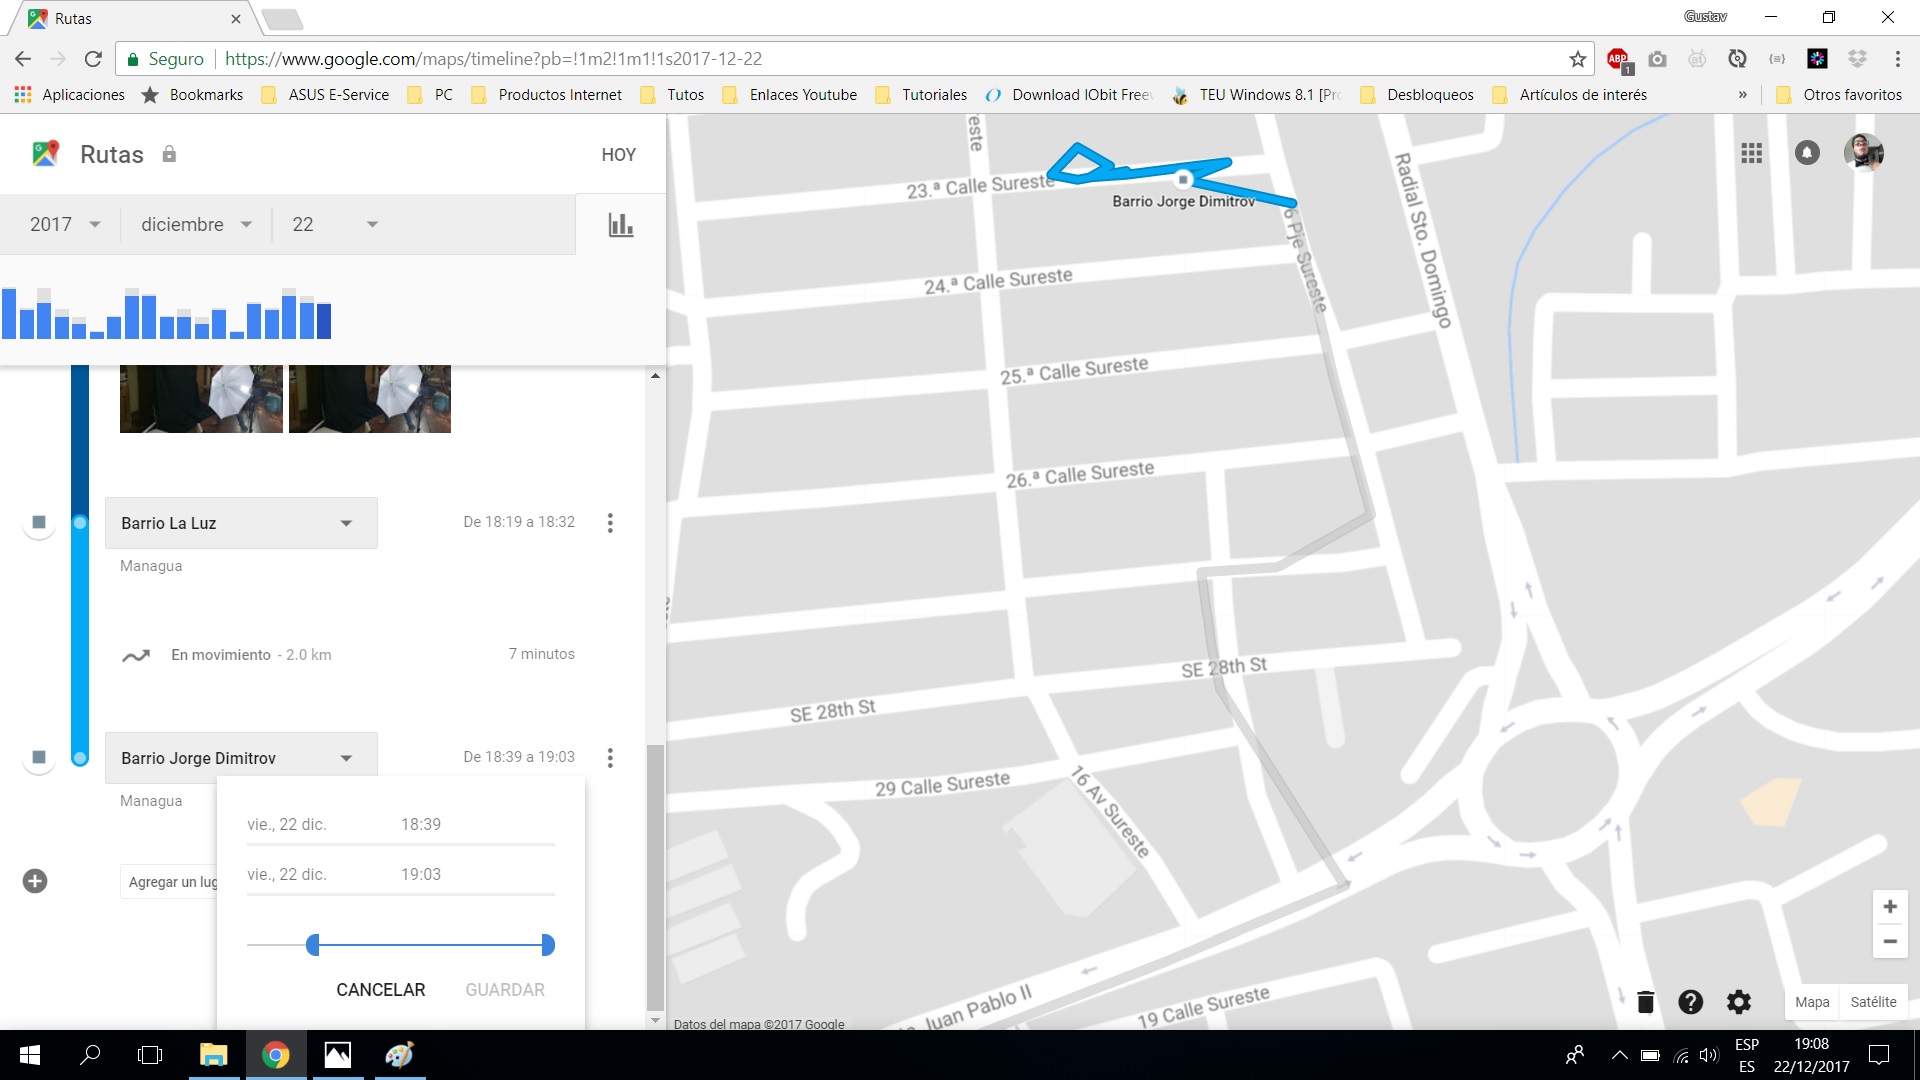 Rutas
Gustav
Seguro
https://www.google.com/maps/timeline?pb=!1m2!1m1!1s2017-12-22
ABP
1
Aplicaciones
Bookmarks
ASUS E-Service
PC
Productos Internet
Tutos
Enlaces Youtube
Tutoriales
Download IObit Free
TEU Windows 8.1 [Pr
Desbloqueos
Artículos de interés
»
Otros favoritos
Rutas
HOY
2017
diciembre
22
Barrio La Luz
De 18:19 a 18:32
Managua
En movimiento - 2.0 km
7 minutos
Barrio Jorge Dimitrov
De 18:39 a 19:03
Managua
vie., 22 dic.
18:39
vie., 22 dic.
19:03
Agregar un lug
CANCELAR
GUARDAR
23.ª Calle Sureste
Barrio Jorge Dimitrov
6 Pje Sureste
Radial Sto. Domingo
24.ª Calle Sureste
25.ª Calle Sureste
26.ª Calle Sureste
SE 28th St
SE 28th St
29 Calle Sureste
16 Av Sureste
Juan Pablo II
19 Calle Sureste
Datos del mapa ©2017 Google
Mapa
Satélite
ESP
ES
19:08
22/12/2017